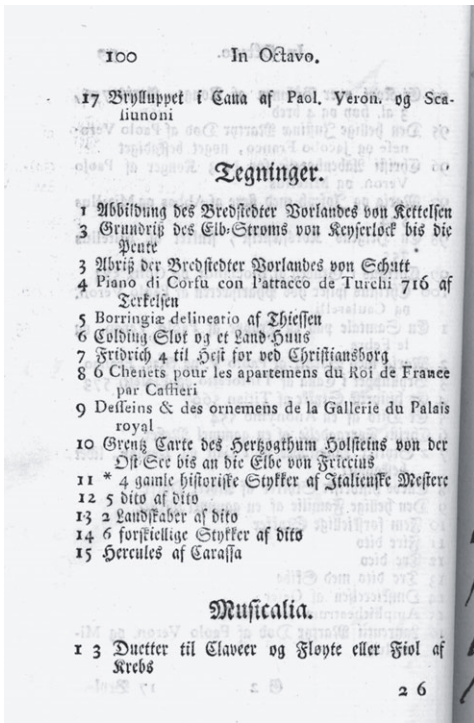 100 In Octavo.
17 Brylluppet i Cana af Paol. Veron. og Sca-
liunoni
Tegninger.
1 Abbildung des Bredstedter Vorlandes von Kettelsen
3 Grundriß des Elb-Stroms von Keyserlock bis die
Peute
3 Abriß der Bredstedter Vorlandes von Schutt
4 Piano di Corfu con l'attracco de Turchi 716 af
Terkelsen
5 Borringiæ delineatio af Thiessen
6 Colding Slot og et Land-Huus
7 Fridrich 4 til Hest for ved Christiansborg
8 6 Chenets pour les apartemens du Roi de France
par Caffieri
9 Desseins & des ornemens de la Gallerie du Palais
royal
10 Grentz Carte des Hertzogthum Holsteins von der
Ost-See bis an die Elbe von Friccius
11 * 4 gamle historiske Stykker af Italienske Mestere
12 5 dito af dito
13 2 Landskaber af dito
14 6 forskiellige Stykker af dito
15 Hercules af Carassa
Musicalia.
1 3 Duetter til Claveer og Floyte eller Fiol af
Krebs
2 6